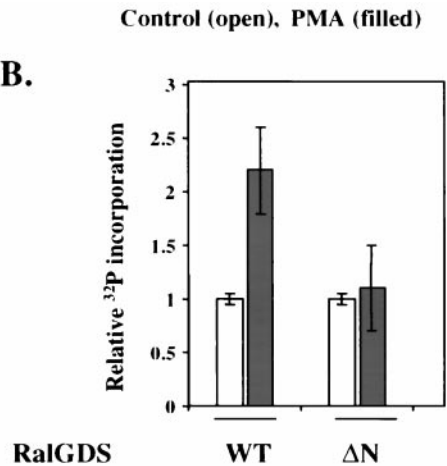 Control (open), PMA (filled)
B.
Relative ³²P incorporation
3
2.5
2
1.5
1
0.5
0
RalGDS WT ΔN